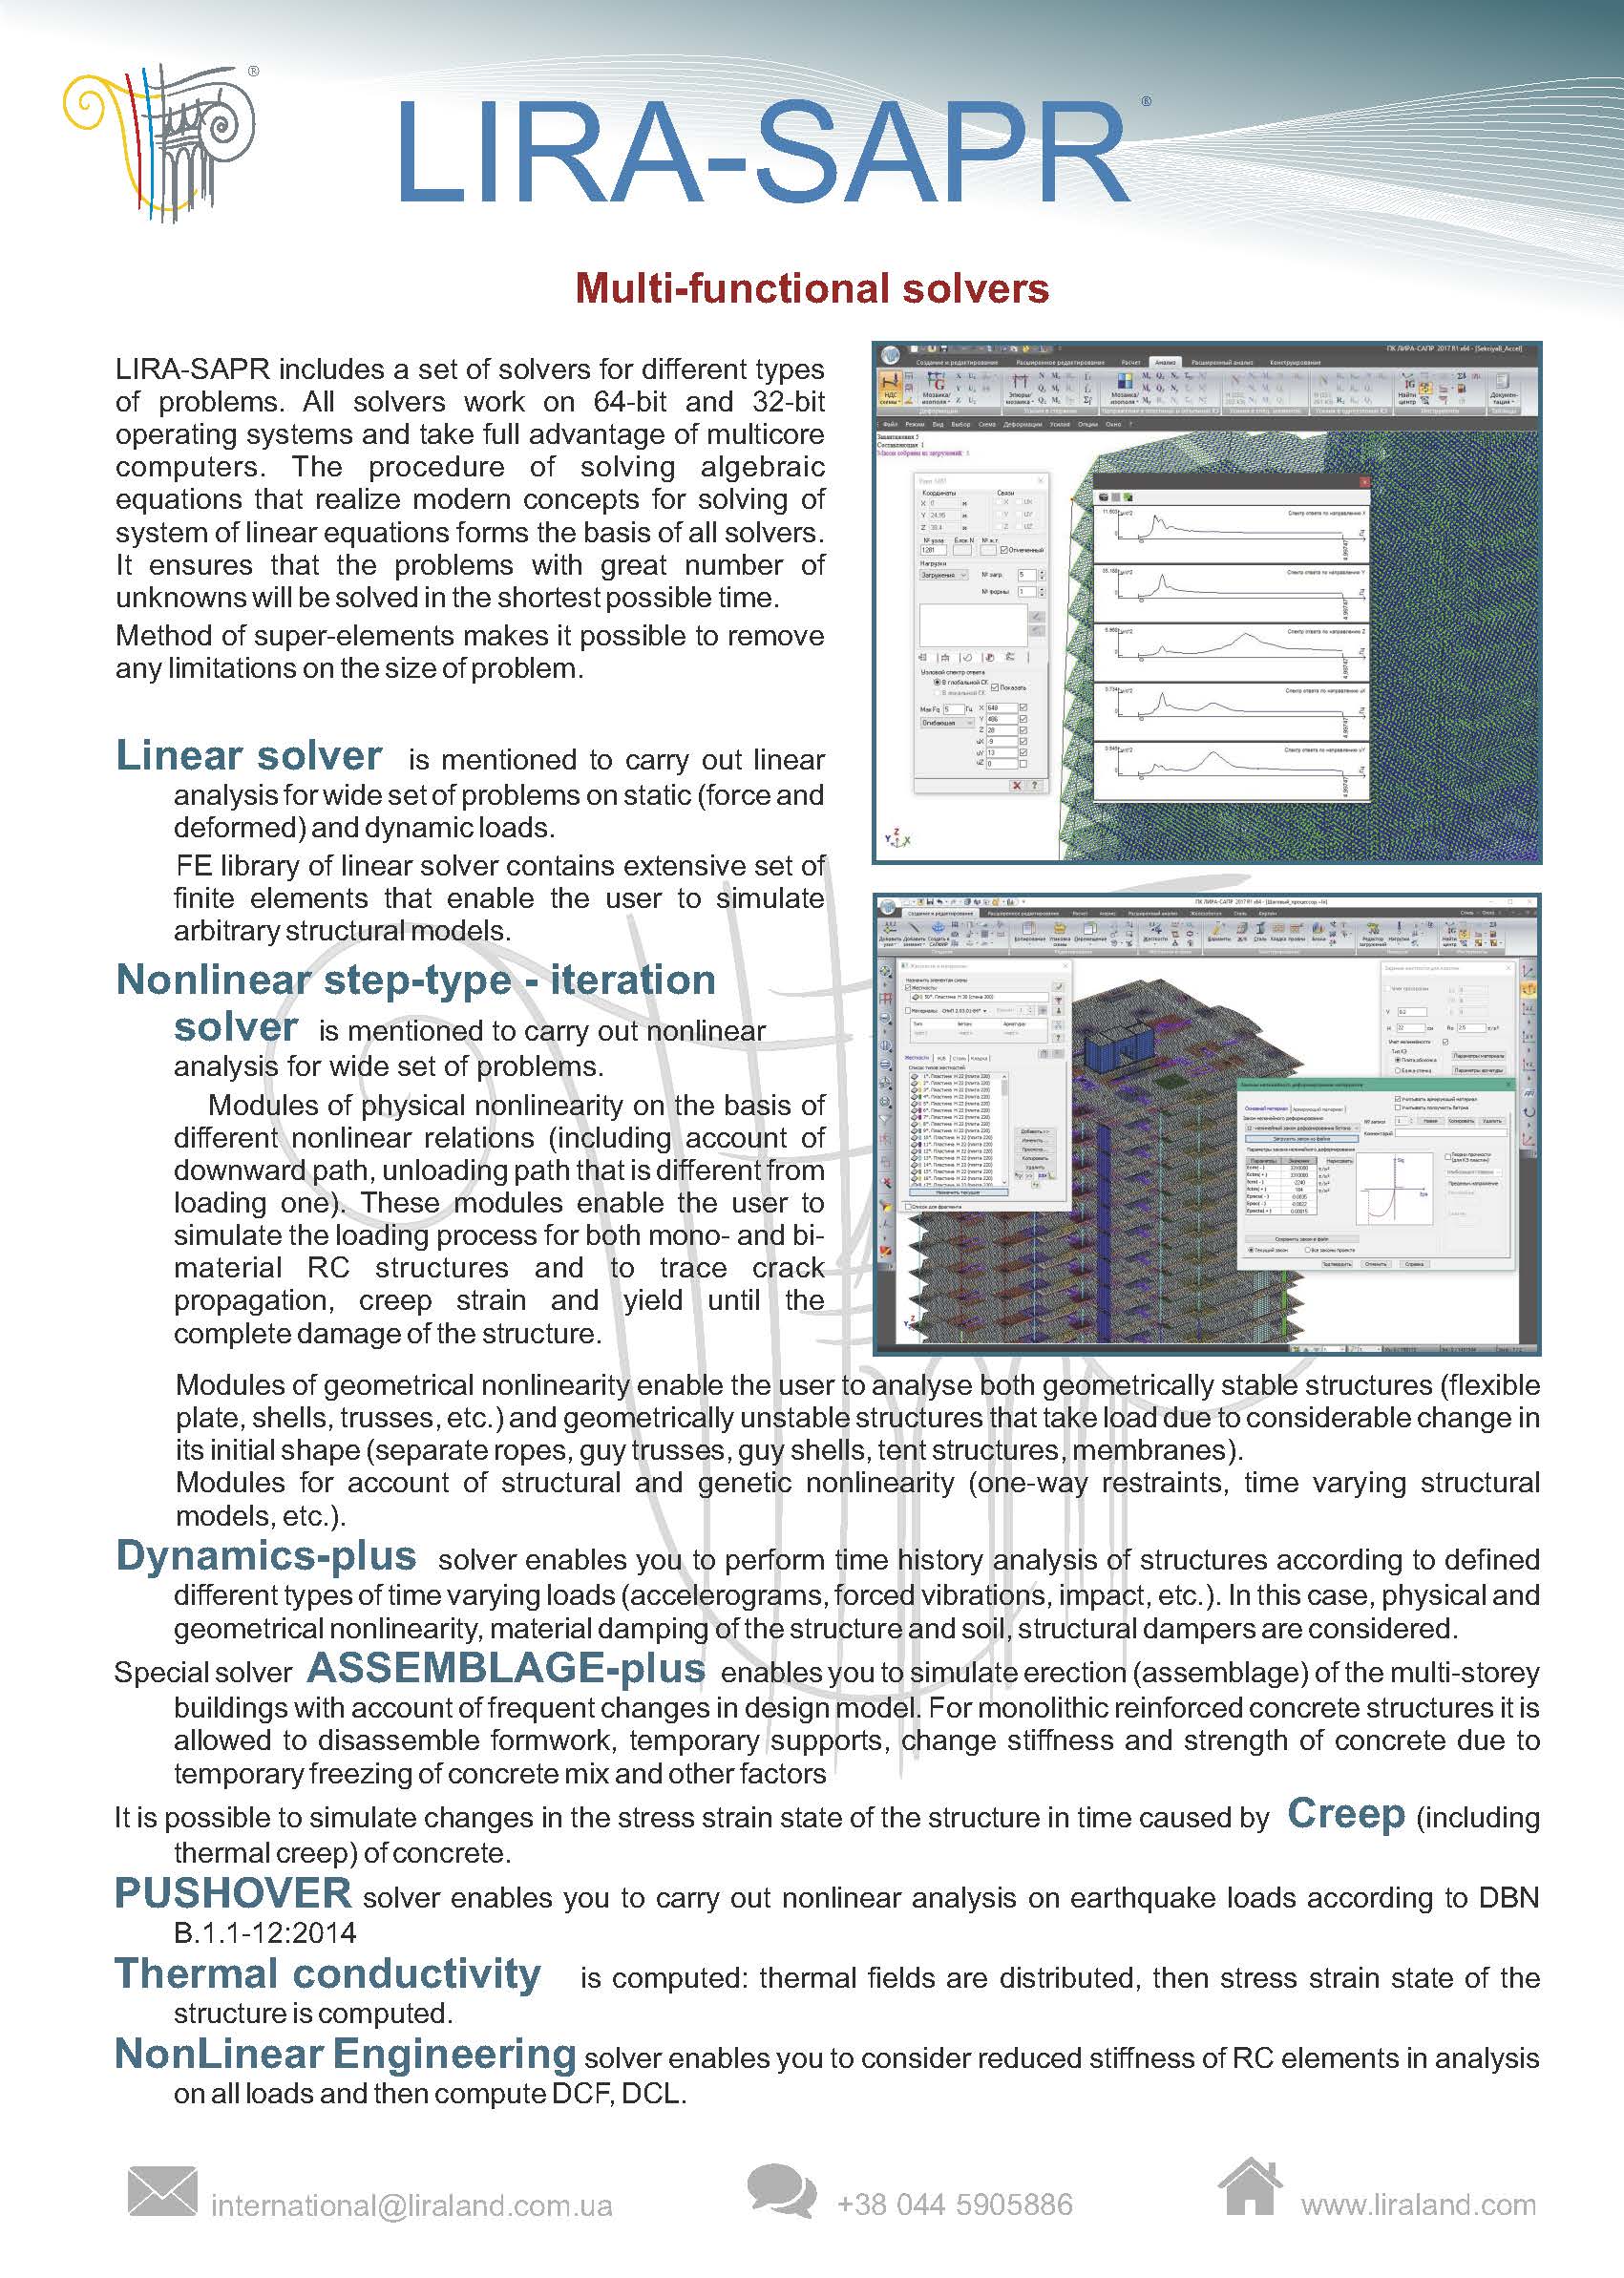 LIRA-SAPR®
Multi-functional solvers
LIRA-SAPR includes a set of solvers for different types
of problems. All solvers work on 64-bit and 32-bit
operating systems and take full advantage of multicore
computers. The procedure of solving algebraic
equations that realize modern concepts for solving of
system of linear equations forms the basis of all solvers.
It ensures that the problems with great number of
unknowns will be solved in the shortest possible time.
Method of super-elements makes it possible to remove
any limitations on the size of problem.
Linear solver is mentioned to carry out linear
analysis for wide set of problems on static (force and
deformed) and dynamic loads.
FE library of linear solver contains extensive set of
finite elements that enable the user to simulate
arbitrary structural models.
Nonlinear step-type - iteration
solver is mentioned to carry out nonlinear
analysis for wide set of problems.
Modules of physical nonlinearity on the basis of
different nonlinear relations (including account of
downward path, unloading path that is different from
loading one). These modules enable the user to
simulate the loading process for both mono- and bi-
material RC structures and to trace crack
propagation, creep strain and yield until the
complete damage of the structure.
Modules of geometrical nonlinearity enable the user to analyse both geometrically stable structures (flexible
plate, shells, trusses, etc.) and geometrically unstable structures that take load due to considerable change in
its initial shape (separate ropes, guy trusses, guy shells, tent structures, membranes).
Modules for account of structural and genetic nonlinearity (one-way restraints, time varying structural
models, etc.).
Dynamics-plus solver enables you to perform time history analysis of structures according to defined
different types of time varying loads (accelerograms, forced vibrations, impact, etc.). In this case, physical and
geometrical nonlinearity, material damping of the structure and soil, structural dampers are considered.
Special solver ASSEMBLAGE-plus enables you to simulate erection (assemblage) of the multi-storey
buildings with account of frequent changes in design model. For monolithic reinforced concrete structures it is
allowed to disassemble formwork, temporary supports, change stiffness and strength of concrete due to
temporary freezing of concrete mix and other factors
It is possible to simulate changes in the stress strain state of the structure in time caused by Creep (including
thermal creep) of concrete.
PUSHOVER solver enables you to carry out nonlinear analysis on earthquake loads according to DBN
B.1.1-12:2014
Thermal conductivity is computed: thermal fields are distributed, then stress strain state of the
structure is computed.
NonLinear Engineering solver enables you to consider reduced stiffness of RC elements in analysis
on all loads and then compute DCF, DCL.
international@liraland.com.ua
+38 044 5905886
www.liraland.com